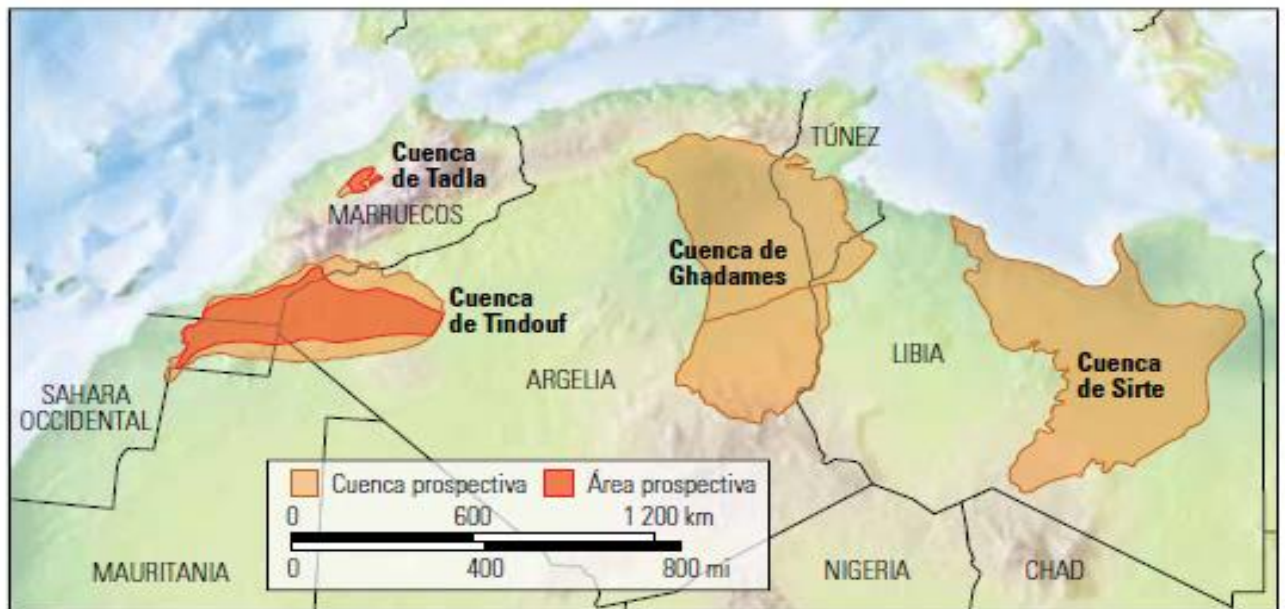 TÚNEZ
Cuenca
de Tadla
MARRUECOS
Cuenca de
Ghadames
Cuenca
de Tindouf
LIBIA
Cuenca
de Sirte
ARGELIA
SAHARA
OCCIDENTAL
Cuenca prospectiva
Área prospectiva
0 600 1 200 km
0 400 800 mi
MAURITANIA
NIGERIA
CHAD